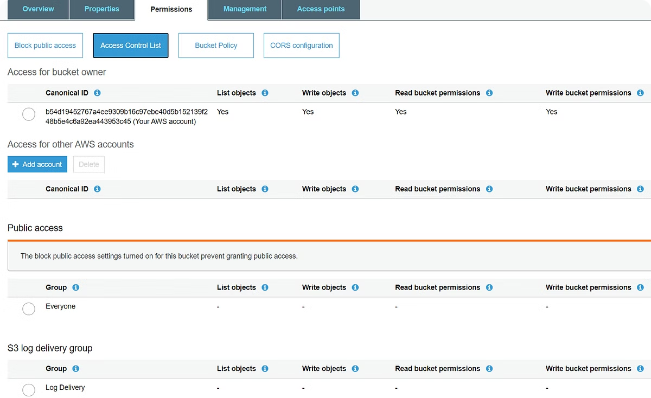 Overview Properties Permissions Management Access points
Block public access Access Control List Bucket Policy CORS configuration
Access for bucket owner
Canonical ID List objects Write objects Read bucket permissions Write bucket permissions
b54d19452767a4ee9309b16c97ebe40d5b152139f2 Yes Yes Yes Yes
48b5e4c6a92ea443953c45 (Your AWS account)
Access for other AWS accounts
+ Add account Delete
Canonical ID List objects Write objects Read bucket permissions Write bucket permissions
Public access
The block public access settings turned on for this bucket prevent granting public access.
Group List objects Write objects Read bucket permissions Write bucket permissions
Everyone - - - -
S3 log delivery group
Group List objects Write objects Read bucket permissions Write bucket permissions
Log Delivery - - - -